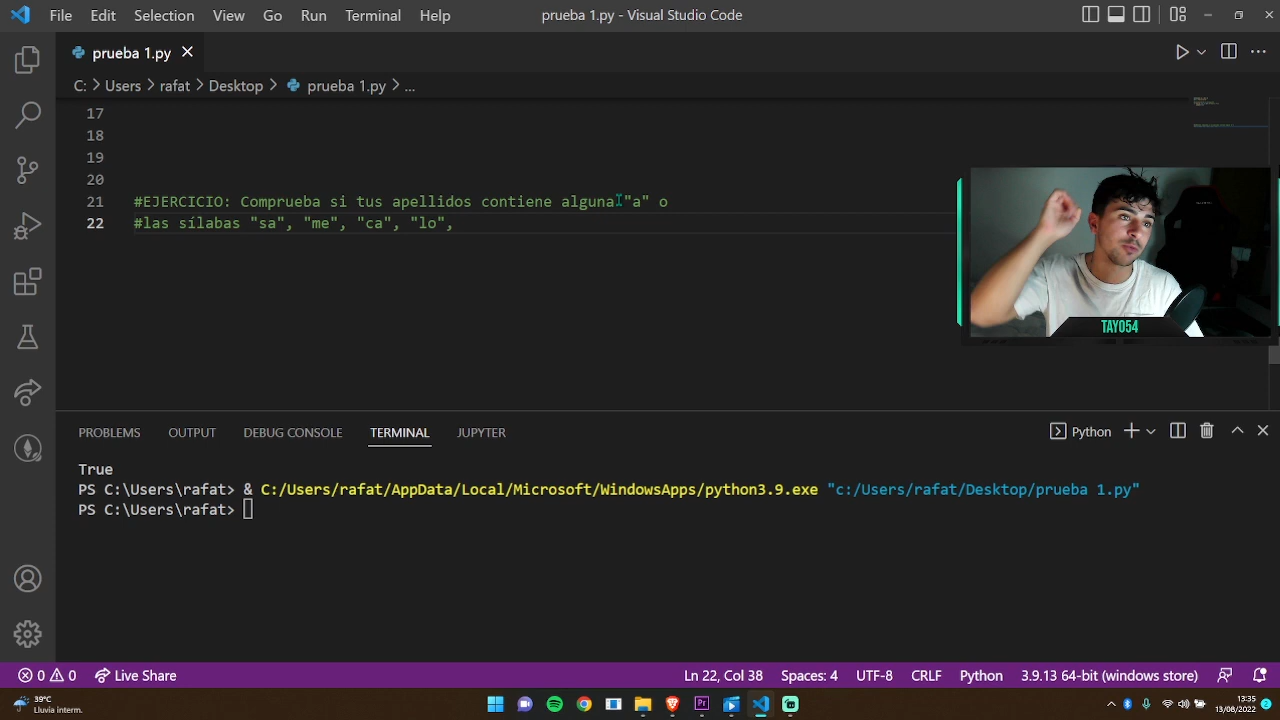 File Edit Selection View Go Run Terminal Help prueba 1.py - Visual Studio Code
prueba 1.py
C: > Users > rafat > Desktop > prueba 1.py > ...
17
18
19
20
21 #EJERCICIO: Comprueba si tus apellidos contiene alguna "a" o
22 #las sílabas "sa", "me", "ca", "lo",
TAYO54
PROBLEMS OUTPUT DEBUG CONSOLE TERMINAL JUPYTER Python
True
PS C:\Users\rafat> & C:/Users/rafat/AppData/Local/Microsoft/WindowsApps/python3.9.exe "c:/Users/rafat/Desktop/prueba 1.py"
PS C:\Users\rafat>
0 0 Live Share Ln 22, Col 38 Spaces: 4 UTF-8 CRLF Python 3.9.13 64-bit (windows store)
39°C
Lluvia interm.
13:35
13/06/2022 2